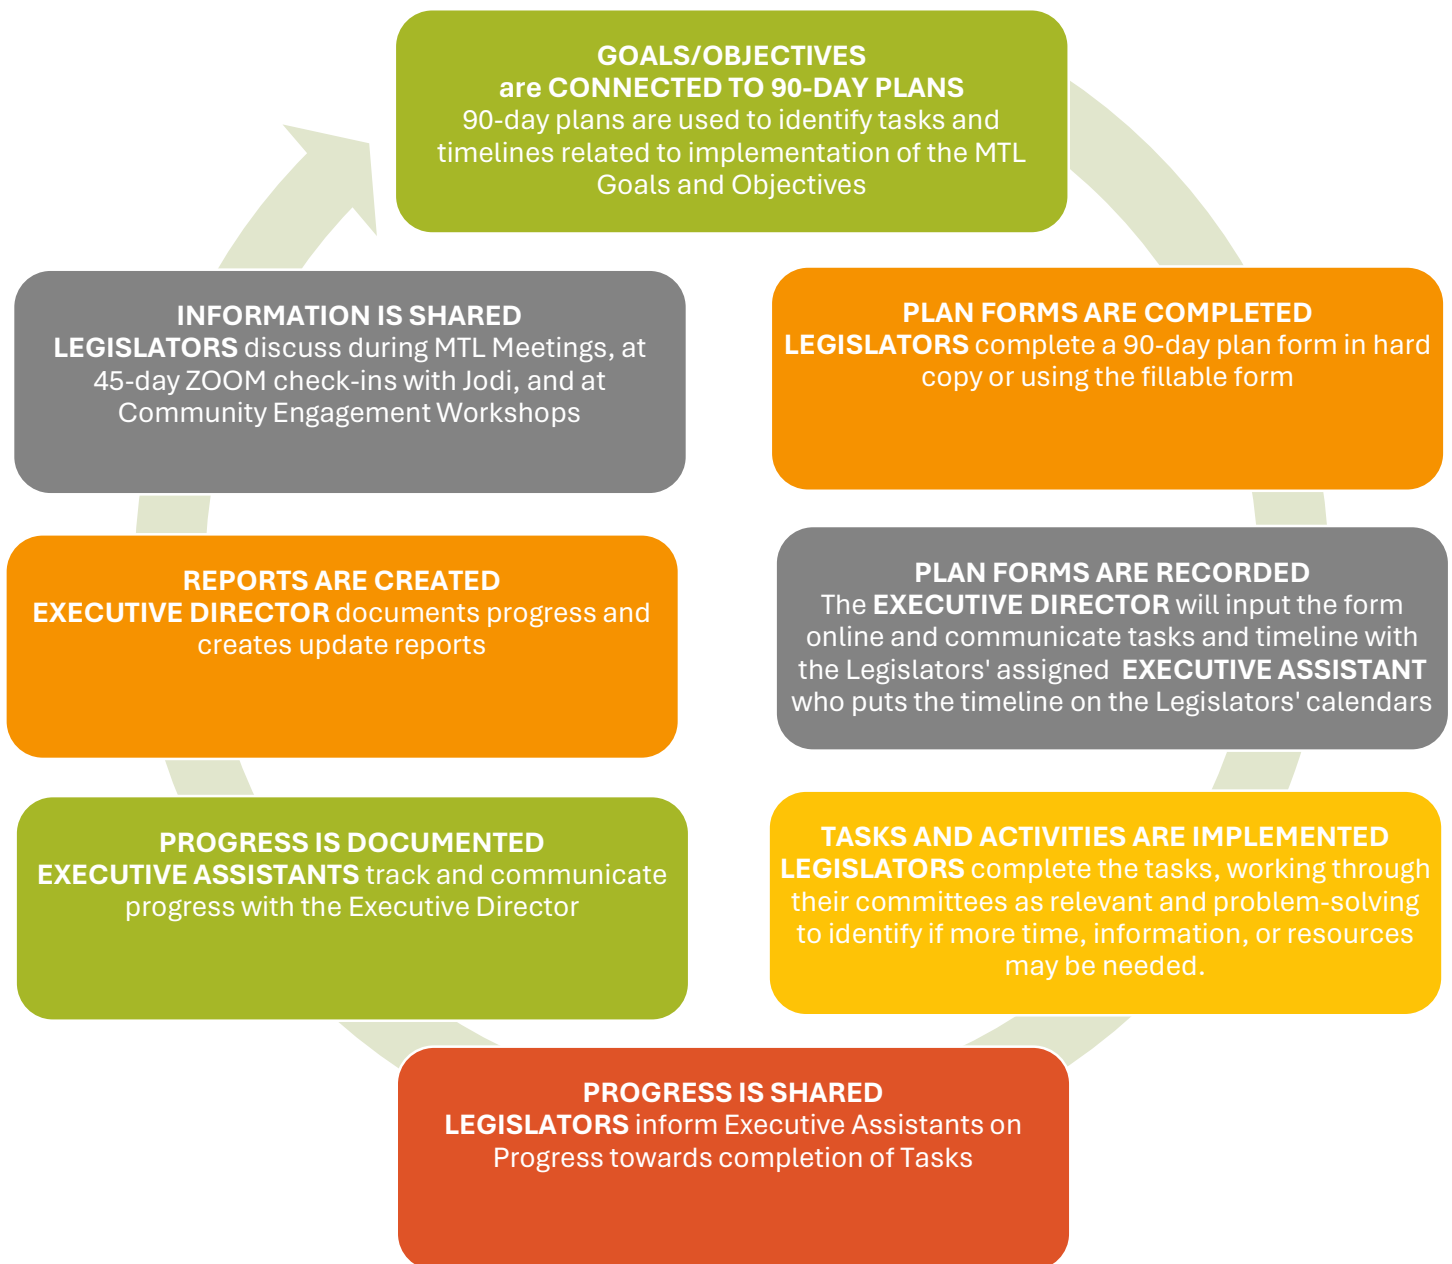 GOALS/OBJECTIVES
are CONNECTED TO 90-DAY PLANS
90-day plans are used to identify tasks and
timelines related to implementation of the MTL
Goals and Objectives
PLAN FORMS ARE COMPLETED
LEGISLATORS complete a 90-day plan form in hard
copy or using the fillable form
PLAN FORMS ARE RECORDED
The EXECUTIVE DIRECTOR will input the form
online and communicate tasks and timeline with
the Legislators' assigned EXECUTIVE ASSISTANT
who puts the timeline on the Legislators' calendars
TASKS AND ACTIVITIES ARE IMPLEMENTED
LEGISLATORS complete the tasks, working through
their committees as relevant and problem-solving
to identify if more time, information, or resources
may be needed.
PROGRESS IS SHARED
LEGISLATORS inform Executive Assistants on
Progress towards completion of Tasks
PROGRESS IS DOCUMENTED
EXECUTIVE ASSISTANTS track and communicate
progress with the Executive Director
REPORTS ARE CREATED
EXECUTIVE DIRECTOR documents progress and
creates update reports
INFORMATION IS SHARED
LEGISLATORS discuss during MTL Meetings, at
45-day ZOOM check-ins with Jodi, and at
Community Engagement Workshops